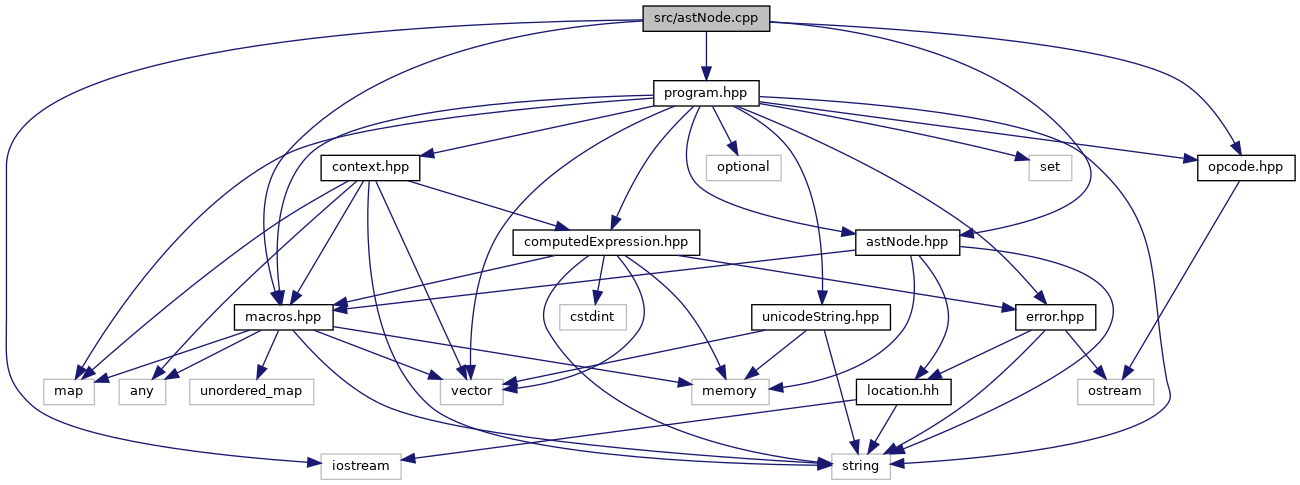 src/astNode.cpp
program.hpp
context.hpp
optional
set
opcode.hpp
computedExpression.hpp
astNode.hpp
macros.hpp
cstdint
unicodeString.hpp
error.hpp
map
any
unordered_map
vector
memory
location.hh
ostream
iostream
string